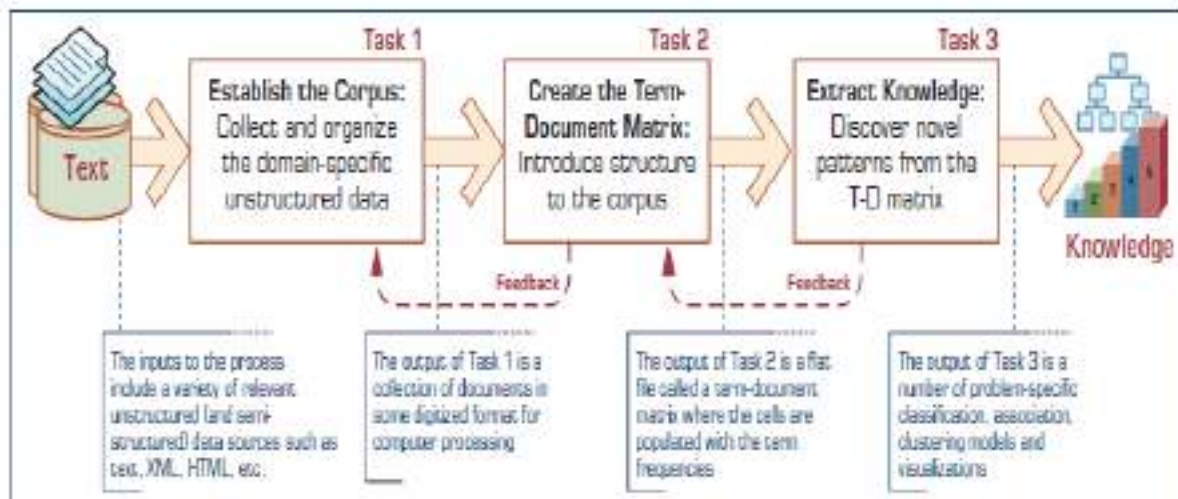 Task 1
Task 2
Task 3
Text
Establish the Corpus:
Collect and organize
the domain-specific
unstructured data
Create the Term-
Document Matrix:
Introduce structure
to the corpus
Extract Knowledge:
Discover novel
patterns from the
T-D matrix
1
2
3
4
5
Knowledge
Feedback
Feedback
The inputs to the process
include a variety of relevant
unstructured (and semi-
structured) data sources such as
text, XML, HTML, etc.
The output of Task 1 is a
collection of documents in
some digitized format for
computer processing
The output of Task 2 is a flat
file called a term-document
matrix where the cells are
populated with the term
frequencies
The output of Task 3 is a
number of problem-specific
classification, association,
clustering models and
visualizations